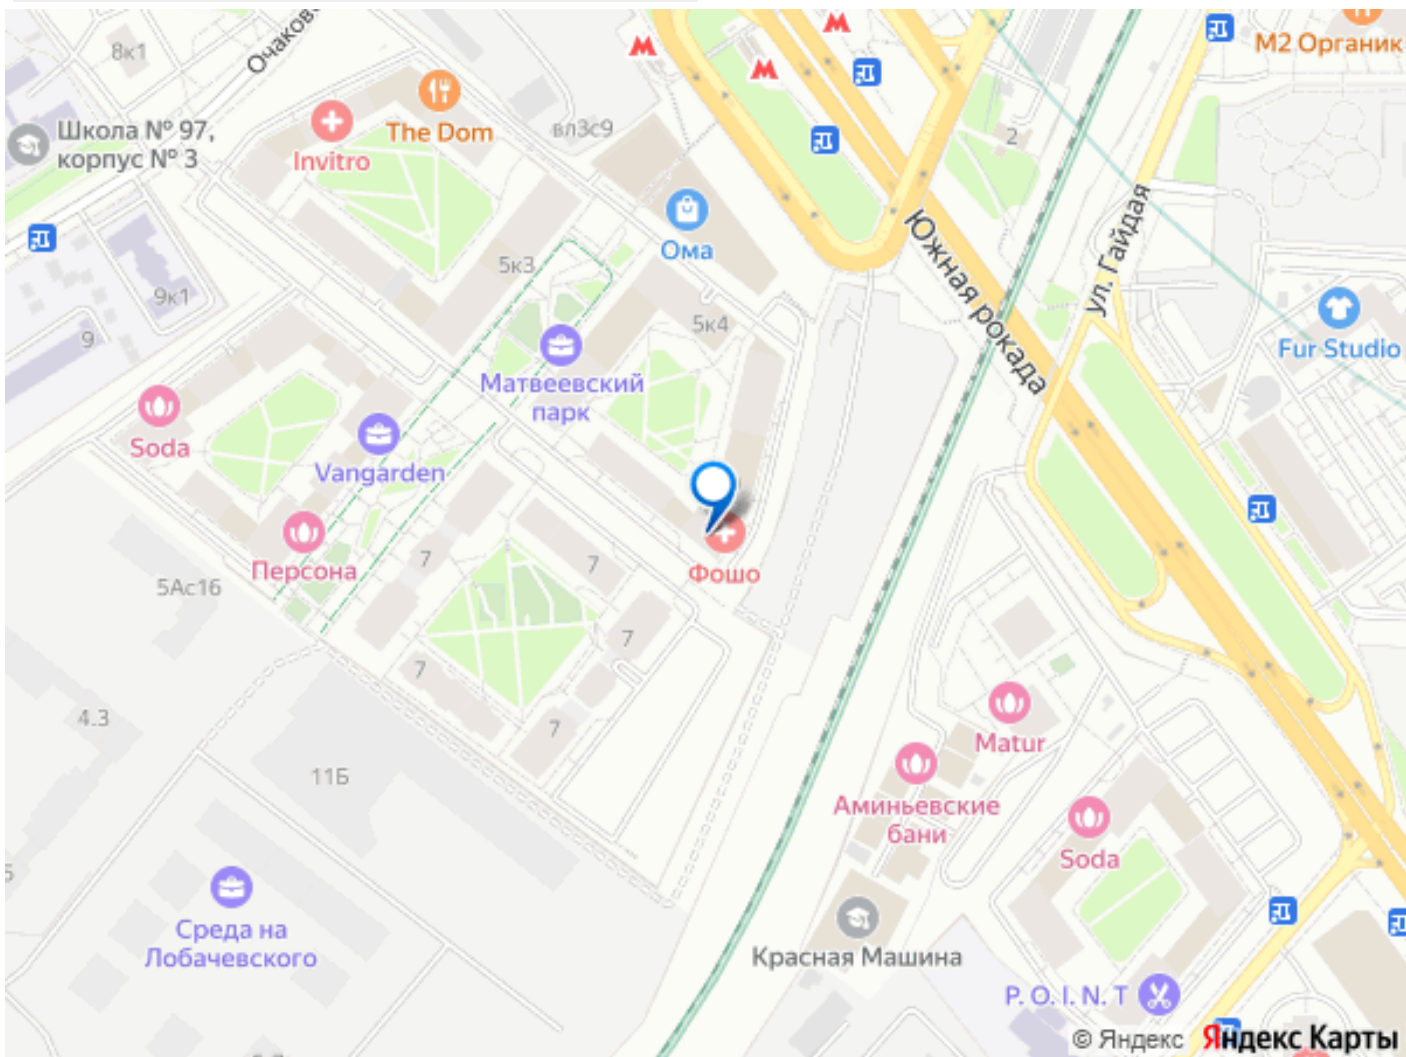 8к1
Очаково
Школа № 97,
корпус № 3
The Dom
Invitro
вл3с9
М2 Органик
2
Ома
Южная рокада
ул. Гайдая
5к3
9к1
9
5к4
Fur Studio
Матвеевский
парк
Soda
Vangarden
Персона
7
7
Фошо
5Ас16
7
7
7
4.3
11Б
Matur
Аминьевские
бани
Soda
Среда на
Лобачевского
Красная Машина
P. O. I. N. T
© Яндекс Яндекс Карты